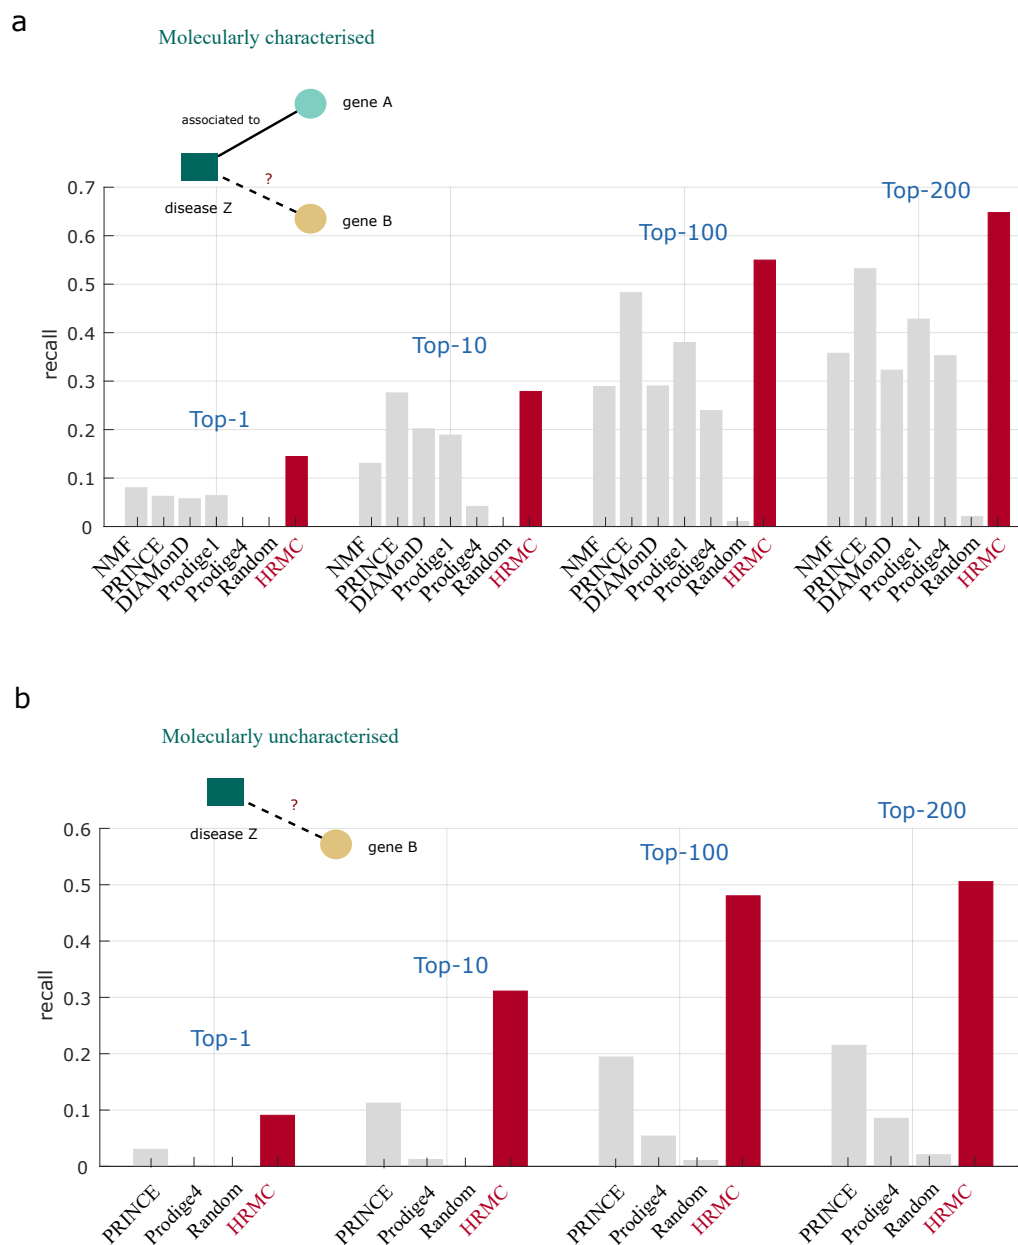 a
Molecularly characterised
gene A
associated to
?
disease Z
gene B
0.7
0.6
0.5
0.4
0.3
0.2
0.1
0
recall
Top-1
Top-10
Top-100
Top-200
NMF
PRINCE
DIAMonD
Prodige1
Prodige4
Random
HRMC
NMF
PRINCE
DIAMonD
Prodige1
Prodige4
Random
HRMC
NMF
PRINCE
DIAMonD
Prodige1
Prodige4
Random
HRMC
NMF
PRINCE
DIAMonD
Prodige1
Prodige4
Random
HRMC
b
Molecularly uncharacterised
?
disease Z
gene B
0.6
0.5
0.4
0.3
0.2
0.1
0
recall
Top-1
Top-10
Top-100
Top-200
PRINCE
Prodige4
Random
HRMC
PRINCE
Prodige4
Random
HRMC
PRINCE
Prodige4
Random
HRMC
PRINCE
Prodige4
Random
HRMC